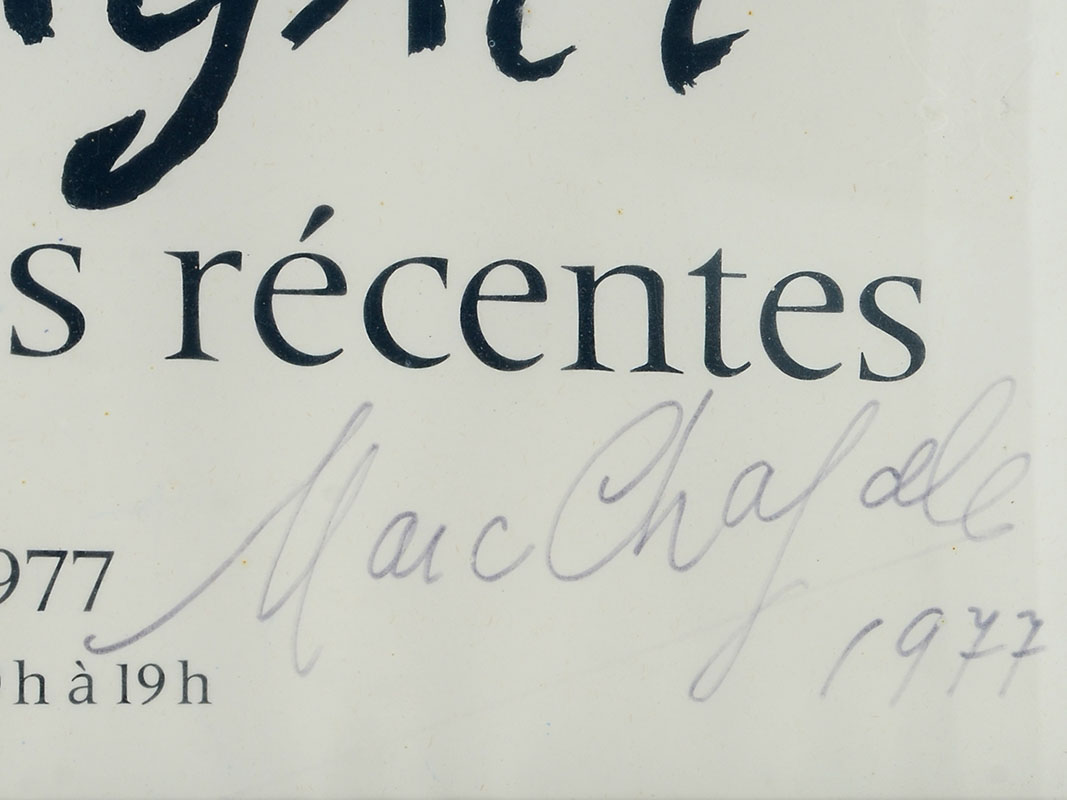 s récentes
Marc Chagall
1977
977
h à 19 h